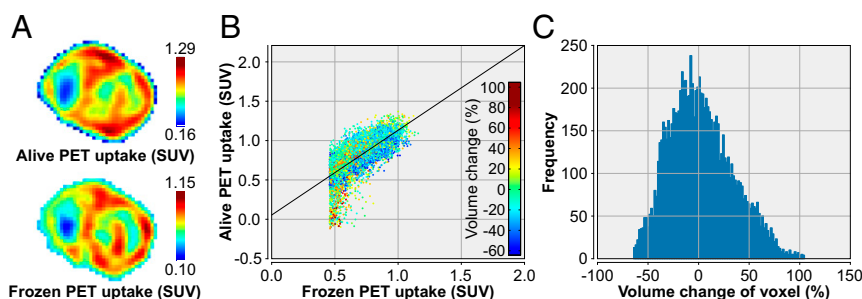 A
1.29
0.16
Alive PET uptake (SUV)
1.15
0.10
Frozen PET uptake (SUV)
B
Alive PET uptake (SUV)
2.0
1.5
1.0
0.5
0.0
-0.5
0.0 0.5 1.0 1.5 2.0
Frozen PET uptake (SUV)
Volume change (%)
100
80
60
40
20
0
-20
-40
-60
C
Frequency
250
200
150
100
50
0
-100 -50 0 50 100 150
Volume change of voxel (%)